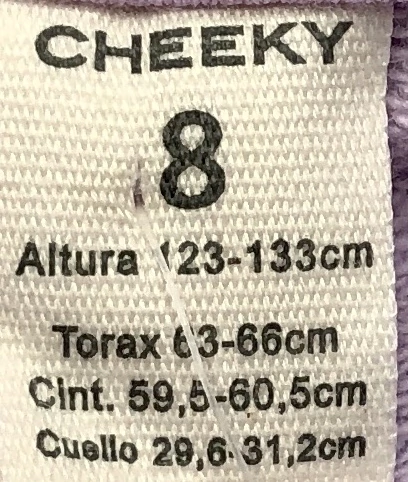 CHEEKY
8
Altura 123-133cm
Torax 63-66cm
Cint. 59,5-60,5cm
Cuello 29,6-31,2cm